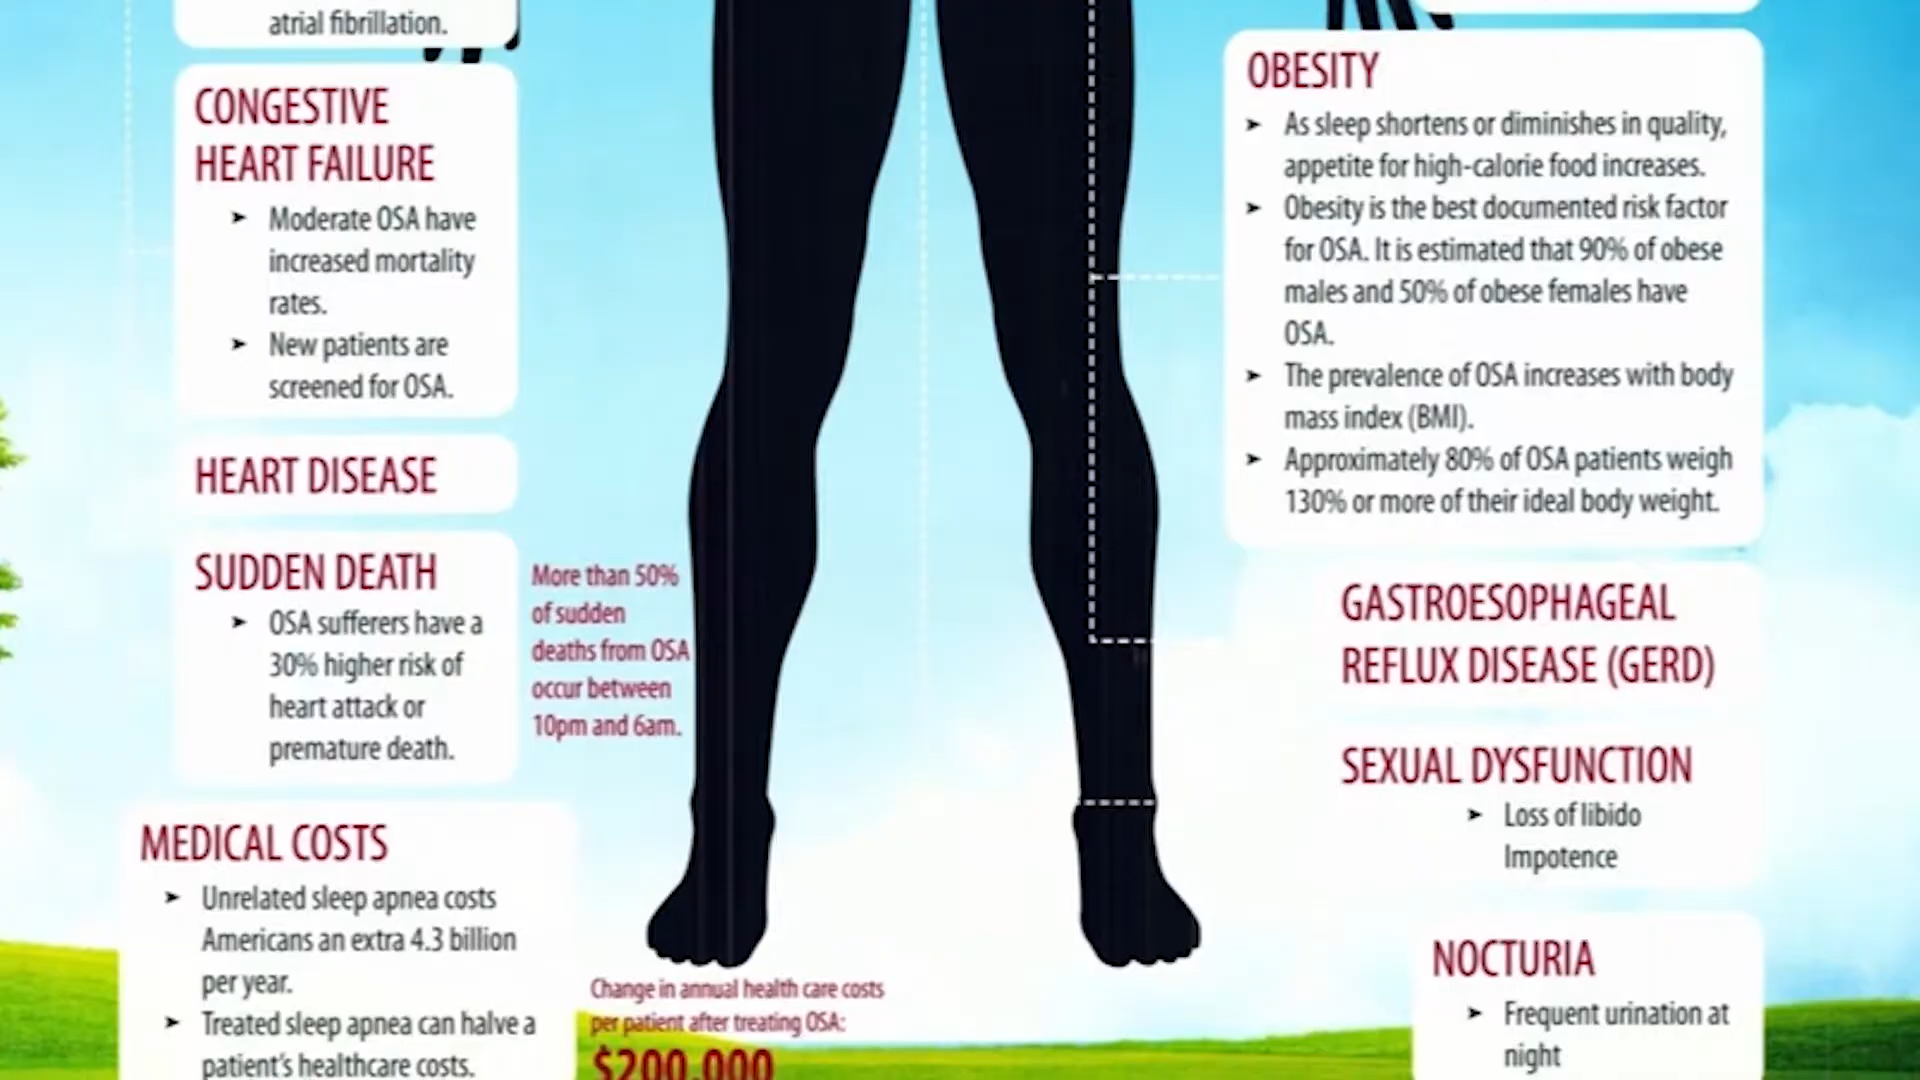 atrial fibrillation.
CONGESTIVE
HEART FAILURE
➤ Moderate OSA have
increased mortality
rates.
➤ New patients are
screened for OSA.
HEART DISEASE
SUDDEN DEATH
➤ OSA sufferers have a
30% higher risk of
heart attack or
premature death.
More than 50%
of sudden
deaths from OSA
occur between
10pm and 6am.
MEDICAL COSTS
➤ Unrelated sleep apnea costs
Americans an extra 4.3 billion
per year.
➤ Treated sleep apnea can halve a
patient's healthcare costs.
Change in annual health care costs
per patient after treating OSA:
$200,000
OBESITY
➤ As sleep shortens or diminishes in quality,
appetite for high-calorie food increases.
➤ Obesity is the best documented risk factor
for OSA. It is estimated that 90% of obese
males and 50% of obese females have
OSA.
➤ The prevalence of OSA increases with body
mass index (BMI).
➤ Approximately 80% of OSA patients weigh
130% or more of their ideal body weight.
GASTROESOPHAGEAL
REFLUX DISEASE (GERD)
SEXUAL DYSFUNCTION
➤ Loss of libido
Impotence
NOCTURIA
➤ Frequent urination at
night